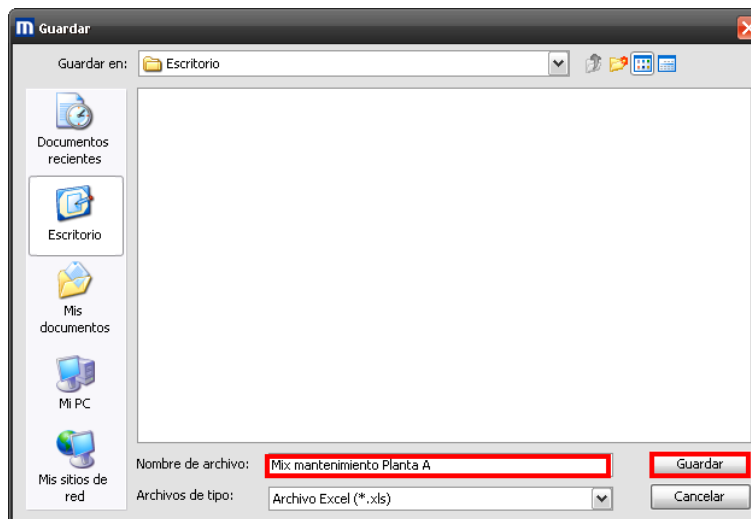 m Guardar
Guardar en: Escritorio
Documentos
recientes
Escritorio
Mis
documentos
Mi PC
Mis sitios de
red
Nombre de archivo: Mix mantenimiento Planta A Guardar
Archivos de tipo: Archivo Excel (*.xls) Cancelar